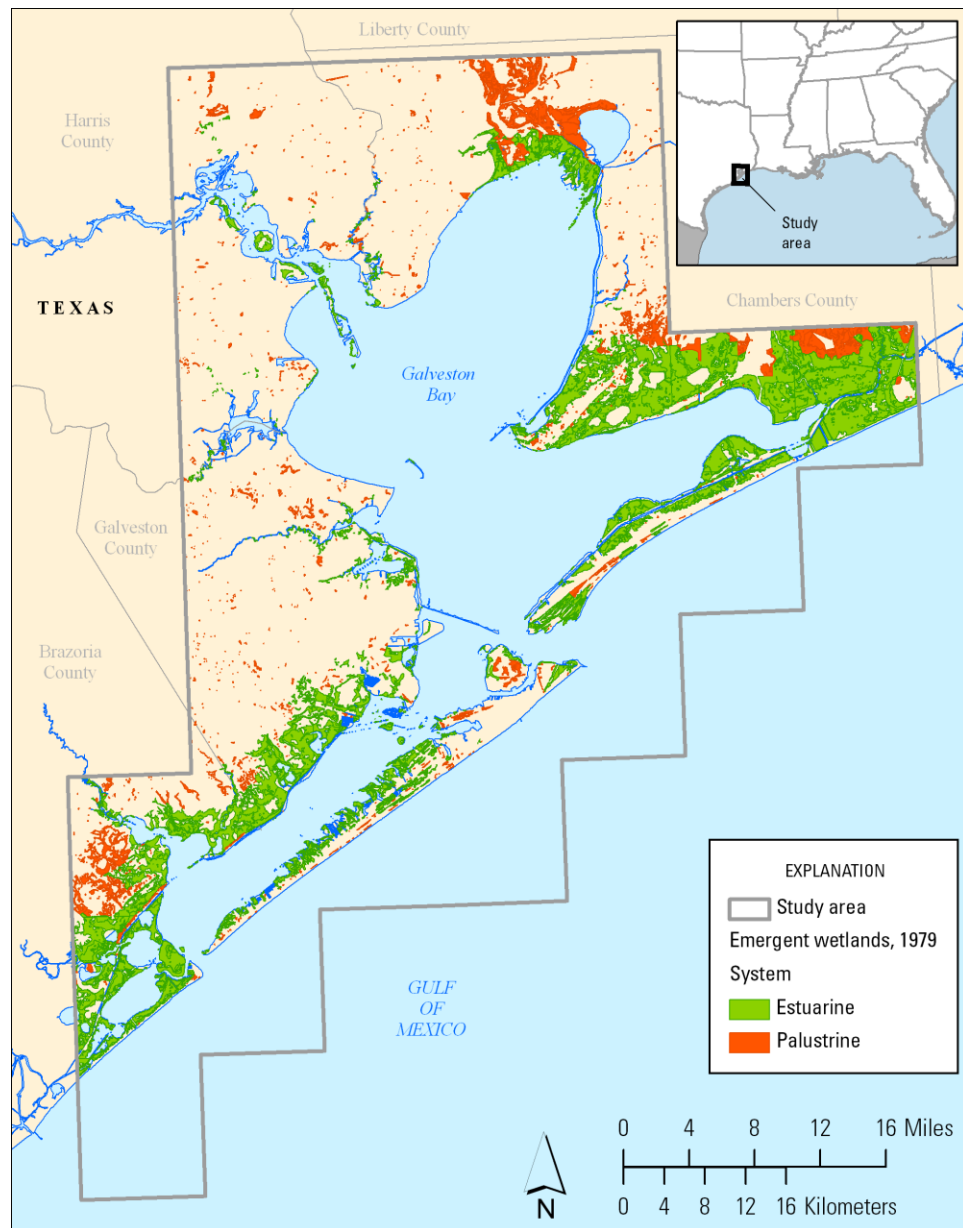 Liberty County
Harris
County
Study
area
TEXAS
Chambers County
Galveston
Bay
Galveston
County
Brazoria
County
GULF
OF
MEXICO
EXPLANATION
Study area
Emergent wetlands, 1979
System
Estuarine
Palustrine
0 4 8 12 16 Miles
0 4 8 12 16 Kilometers
N